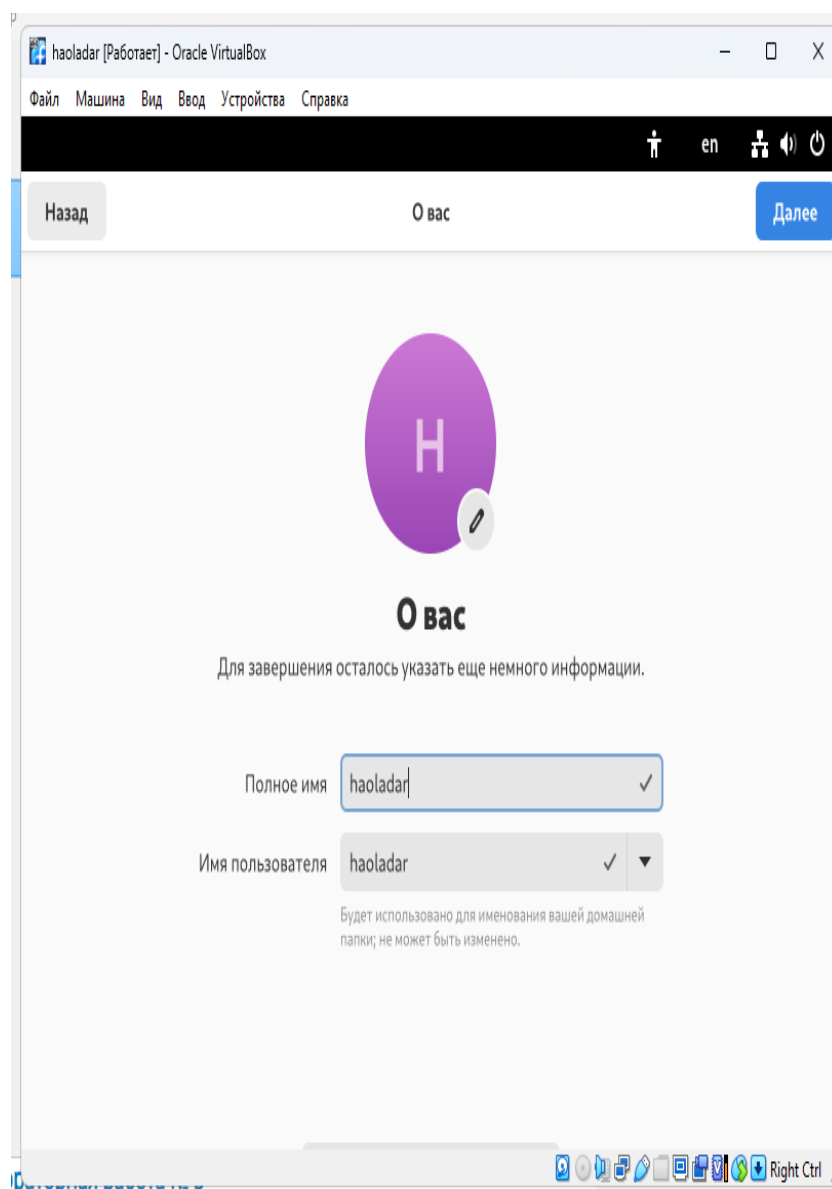 haoladar [Работает] - Oracle VirtualBox
Файл Машина Вид Ввод Устройства Справка
en
Назад О вас Далее
H
О вас
Для завершения осталось указать еще немного информации.
Полное имя haoladar
Имя пользователя haoladar
Будет использовано для именования вашей домашней
папки; не может быть изменено.
Right Ctrl